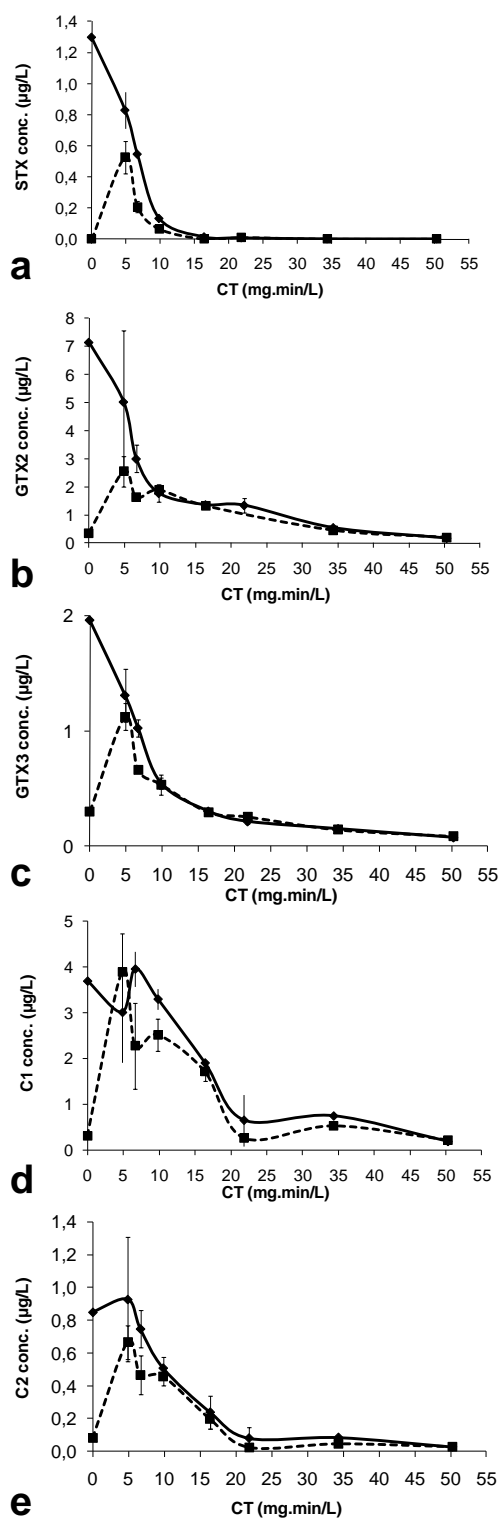 1,4
1,2
1,0
0,8
0,6
0,4
0,2
0,0
STX conc. (µg/L)
0 5 10 15 20 25 30 35 40 45 50 55
CT (mg.min/L)
a
8
7
6
5
4
3
2
1
0
GTX2 conc. (µg/L)
0 5 10 15 20 25 30 35 40 45 50 55
CT (mg.min/L)
b
2
1
0
GTX3 conc. (µg/L)
0 5 10 15 20 25 30 35 40 45 50 55
CT (mg.min/L)
c
5
4
3
2
1
0
C1 conc. (µg/L)
0 5 10 15 20 25 30 35 40 45 50 55
CT (mg.min/L)
d
1,4
1,2
1,0
0,8
0,6
0,4
0,2
0,0
C2 conc. (µg/L)
0 5 10 15 20 25 30 35 40 45 50 55
CT (mg.min/L)
e